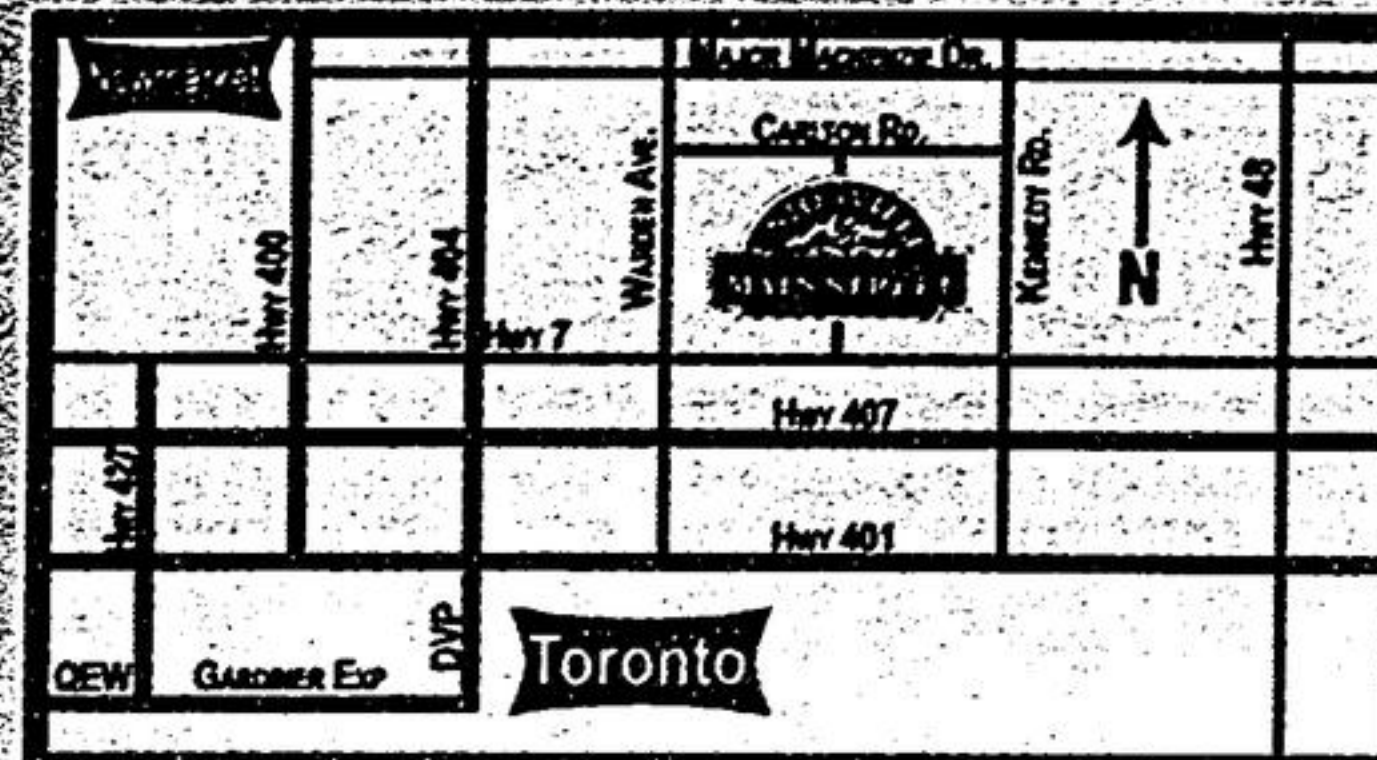 MAJOR MACKENZIE DR.
CARLTON RD.
WARDEN AVE.
KENNEDY RD.
HWY 48
HWY 400
HWY 404
N
HWY 7
HWY 407
HWY 427
HWY 401
QEW
GARDINER EXP
DVP
Toronto